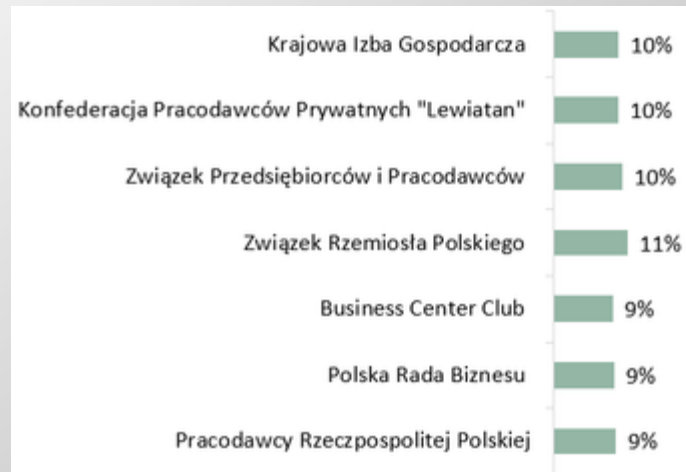 Krajowa Izba Gospodarcza 10%
Konfederacja Pracodawców Prywatnych "Lewiatan" 10%
Związek Przedsiębiorców i Pracodawców 10%
Związek Rzemiosła Polskiego 11%
Business Center Club 9%
Polska Rada Biznesu 9%
Pracodawcy Rzeczpospolitej Polskiej 9%